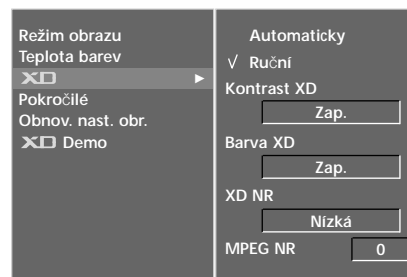 Režim obrazu
Teplota barev
XD ►
Pokročilé
Obnov. nast. obr.
XD Demo
Automaticky
√ Ruční
Kontrast XD
Zap.
Barva XD
Zap.
XD NR
Nízká
MPEG NR 0